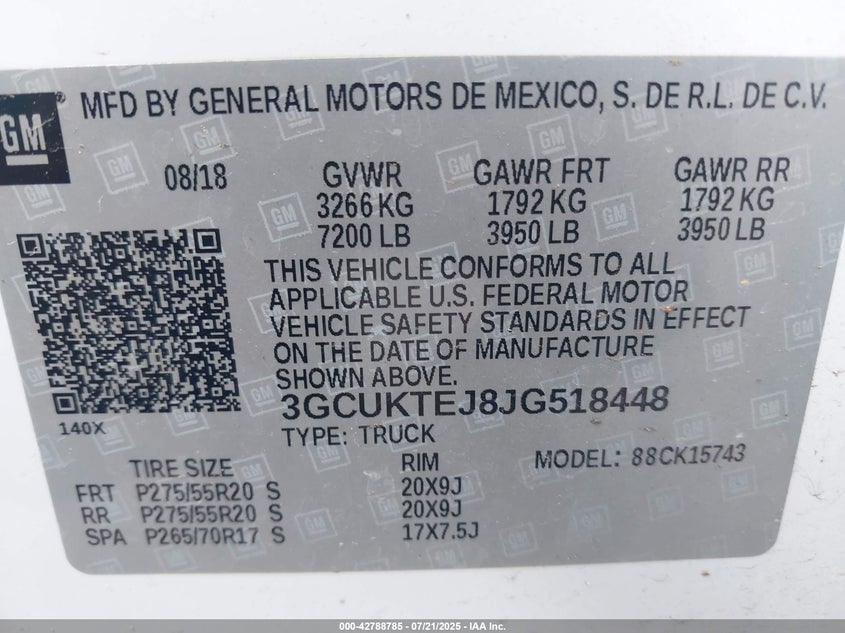 GM® MFD BY GENERAL MOTORS DE MEXICO, S. DE R.L. DE C.V.
08/18 GVWR GAWR FRT GAWR RR
3266 KG 1792 KG 1792 KG
7200 LB 3950 LB 3950 LB
THIS VEHICLE CONFORMS TO ALL
APPLICABLE U.S. FEDERAL MOTOR
VEHICLE SAFETY STANDARDS IN EFFECT
ON THE DATE OF MANUFACTURE
SHOWN ABOVE.
3GCUKTEJ8JG518448
140X
TYPE: TRUCK
MODEL: 88CK15743
TIRE SIZE RIM
FRT P275/55R20 S 20X9J
RR P275/55R20 S 20X9J
SPA P265/70R17 S 17X7.5J
000-42788785 - 07/21/2025 - IAA Inc.